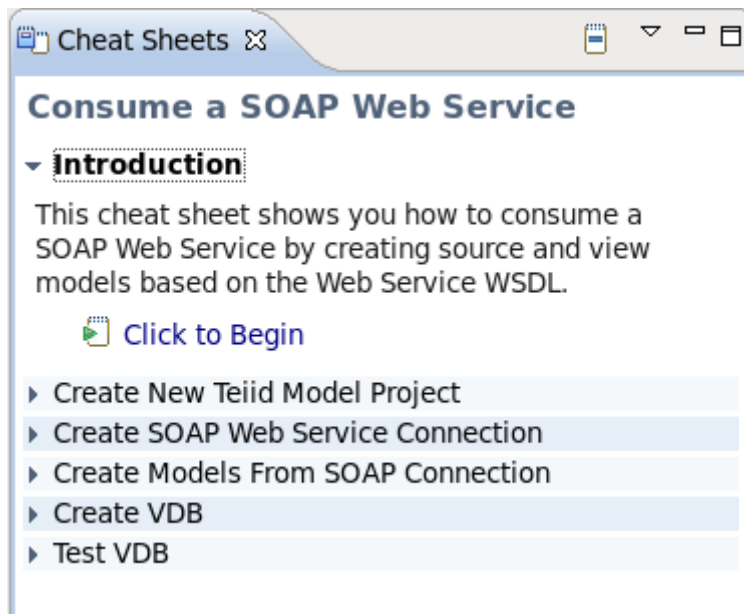 Cheat Sheets
Consume a SOAP Web Service
Introduction
This cheat sheet shows you how to consume a
SOAP Web Service by creating source and view
models based on the Web Service WSDL.
Click to Begin
Create New Teiid Model Project
Create SOAP Web Service Connection
Create Models From SOAP Connection
Create VDB
Test VDB